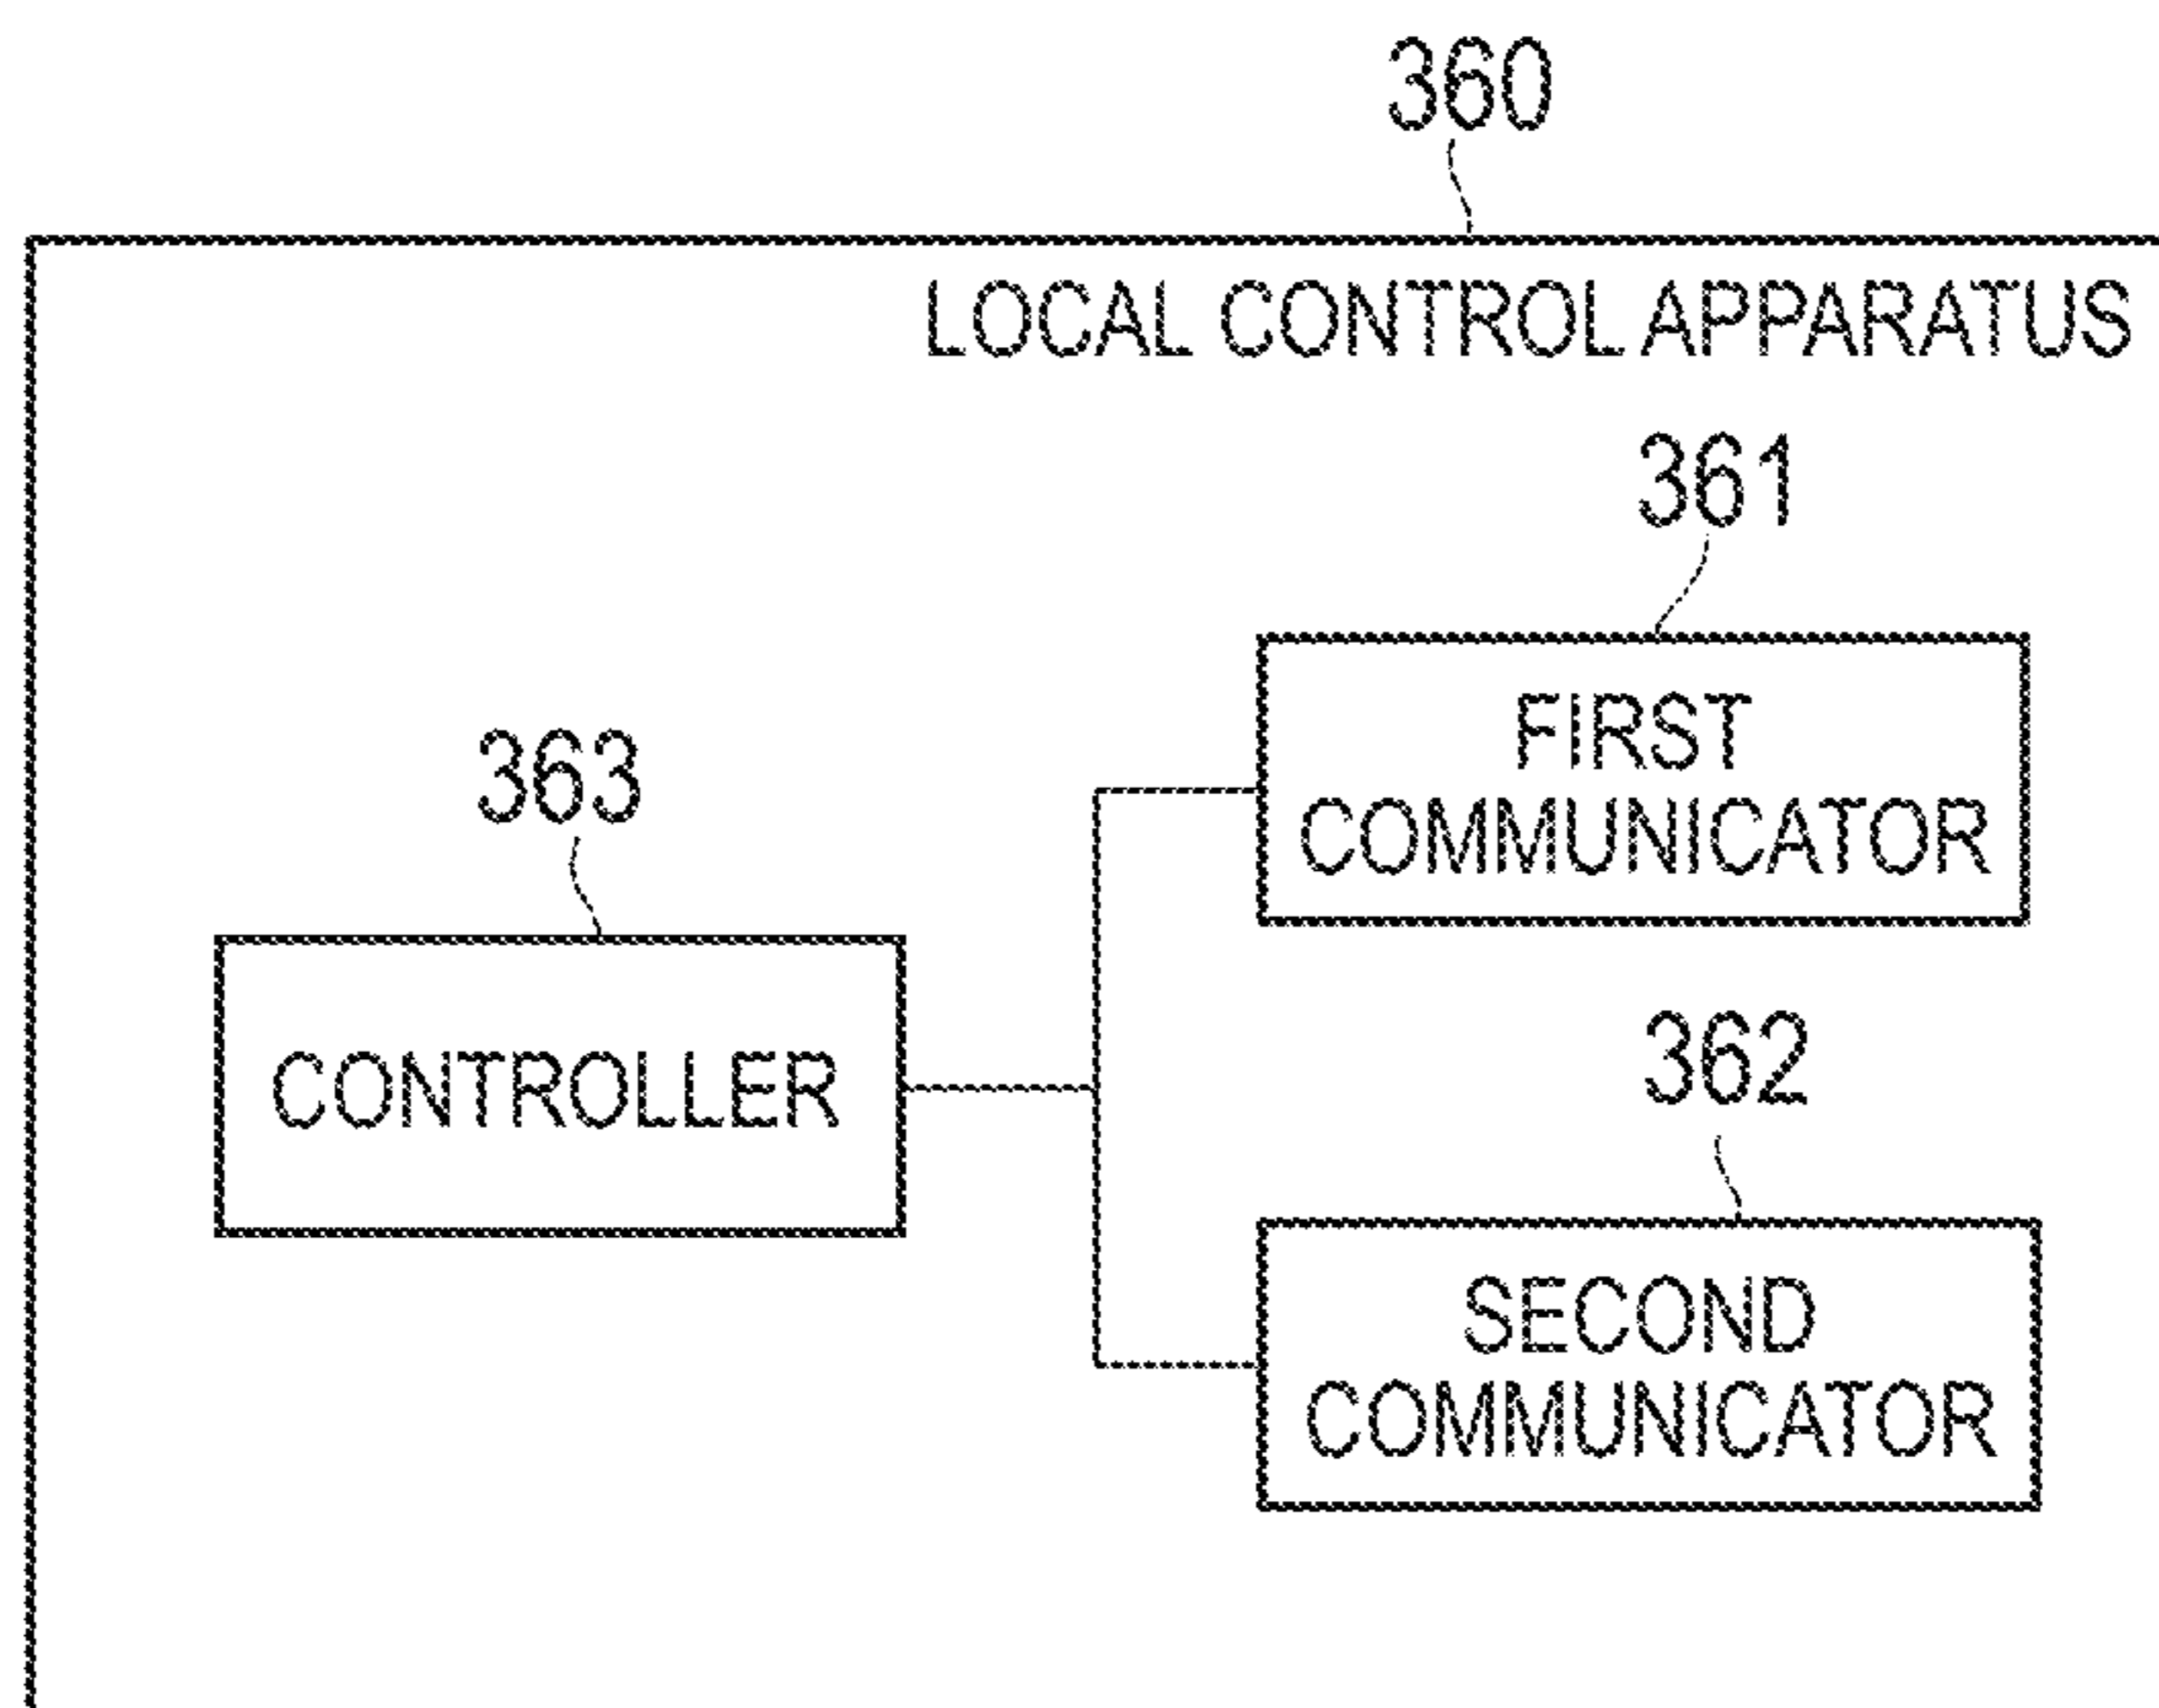 360
LOCAL CONTROL APPARATUS
361
FIRST
COMMUNICATOR
363
CONTROLLER
362
SECOND
COMMUNICATOR